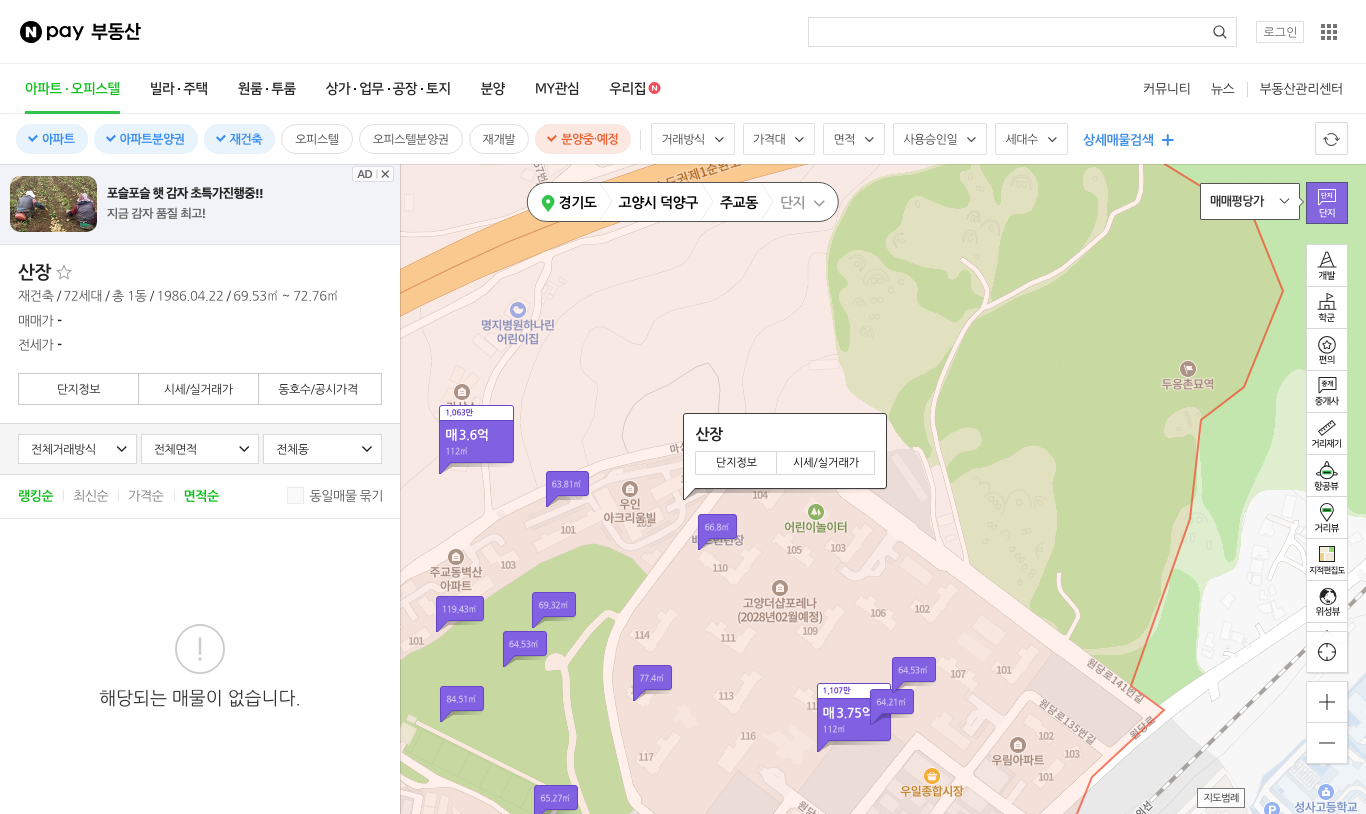 N pay 부동산
로그인
아파트·오피스텔 빌라·주택 원룸·투룸 상가·업무·공장·토지 분양 MY관심 우리집 N
커뮤니티 뉴스 부동산관리센터
아파트 아파트분양권 재건축 오피스텔 오피스텔분양권 재개발 분양중·예정 거래방식 가격대 면적 사용승인일 세대수 상세매물검색
AD
포슬포슬 햇 감자 초특가진행중!!
지금 감자 품질 최고!
산장
재건축 / 72세대 / 총 1동 / 1986.04.22 / 69.53㎡ ~ 72.76㎡
매매가 -
전세가 -
단지정보 시세/실거래가 동호수/공시가격
전체거래방식 전체면적 전체동
랭킹순 최신순 가격순 면적순 동일매물 묶기
!
해당되는 매물이 없습니다.
경기도 고양시 덕양구 주교동 단지
매매평당가
단지
단지
개발
학군
편의
중개
중개사
거리재기
항공뷰
거리뷰
지적편집도
위성뷰
명지병원하나린
어린이집
두응촌묘역
1,063만
매3.6억
112㎡
산장
단지정보 시세/실거래가
63.81㎡
우인
아크리움빌
101
104
66.8㎡
어린이놀이터
105
103
110
주교동벽산
아파트
103
119.43㎡
69.32㎡
101
64.53㎡
고양더샵포레나
(2028년02월예정)
109
106
102
114
111
77.4㎡
64.53㎡
107
101
84.51㎡
113
1,107만
매3.75억
112㎡
64.21㎡
116
117
원당로141번길
원당로135번길
원당로
102
103
101
우림아파트
우일종합시장
65.27㎡
지도범례
P
성사고등학교